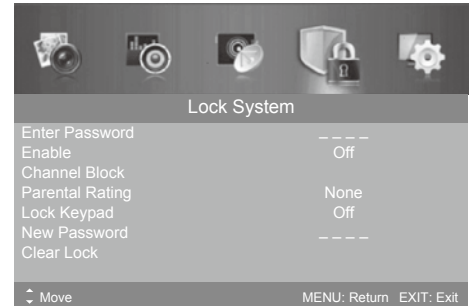 Lock System
Enter Password _ _ _ _
Enable Off
Channel Block
Parental Rating None
Lock Keypad Off
New Password _ _ _ _
Clear Lock
Move MENU: Return EXIT: Exit